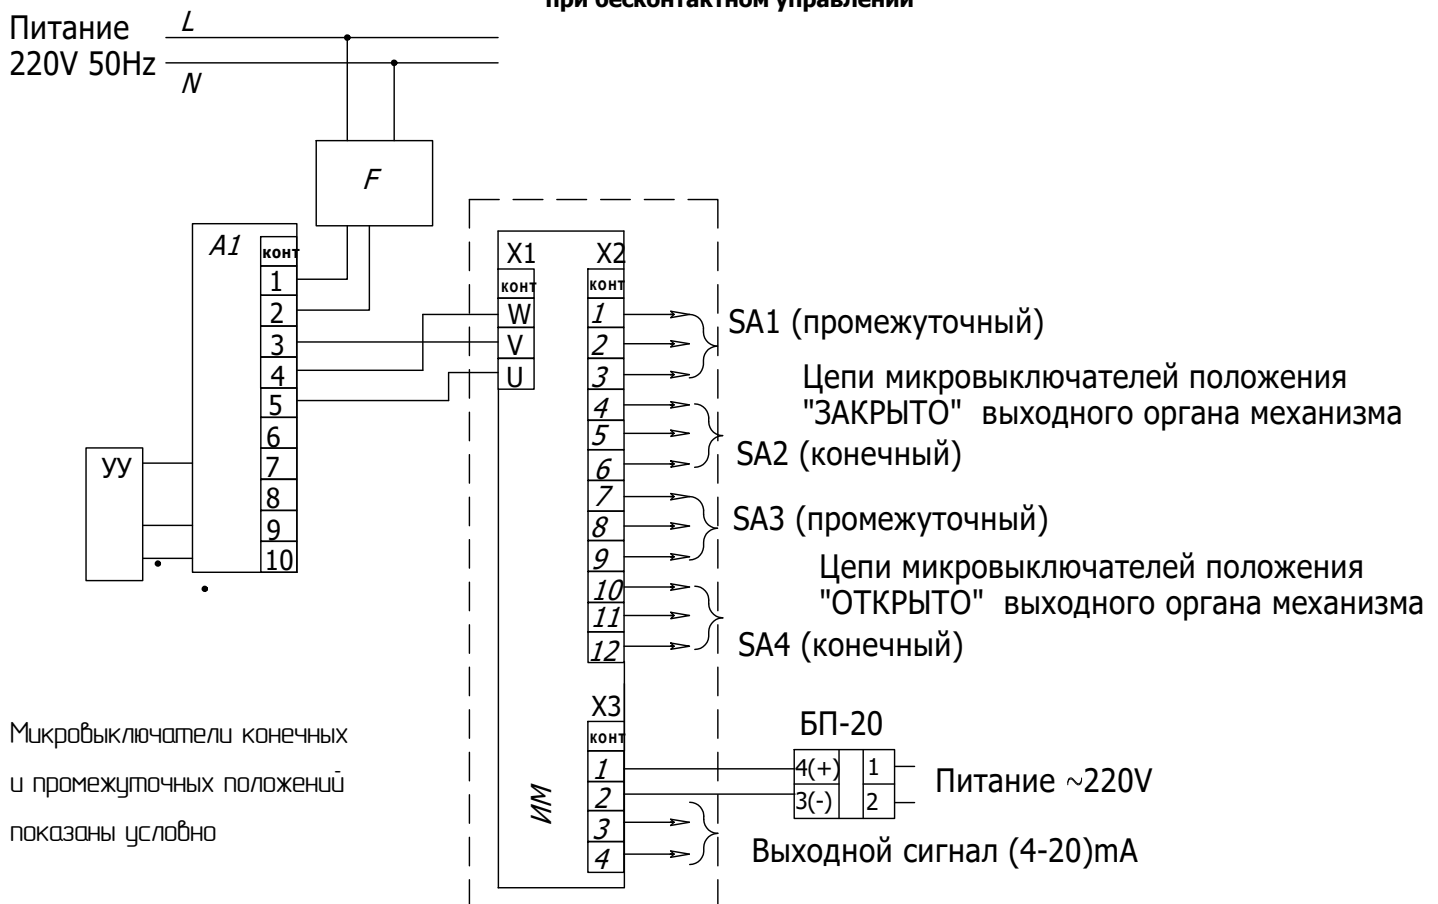 при бесконтактном управлении
Питание
220V 50Hz
L
N
F
A1
конт
1
2
3
4
5
6
7
8
9
10
УУ
X1
конт
W
V
U
X2
конт
1
2
3
4
5
6
7
8
9
10
11
12
SA1 (промежуточный)
Цепи микровыключателей положения
"ЗАКРЫТО" выходного органа механизма
SA2 (конечный)
SA3 (промежуточный)
Цепи микровыключателей положения
"ОТКРЫТО" выходного органа механизма
SA4 (конечный)
X3
конт
1
2
3
4
ИМ
БП-20
4(+) 1
3(-) 2
Питание ~220V
Выходной сигнал (4-20)mA
Микровыключатели конечных
и промежуточных положений
показаны условно